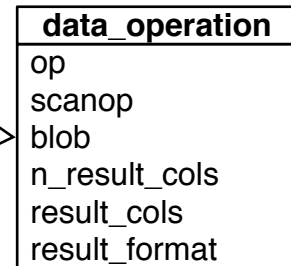 data_operation
op
scanop
blob
n_result_cols
result_cols
result_format